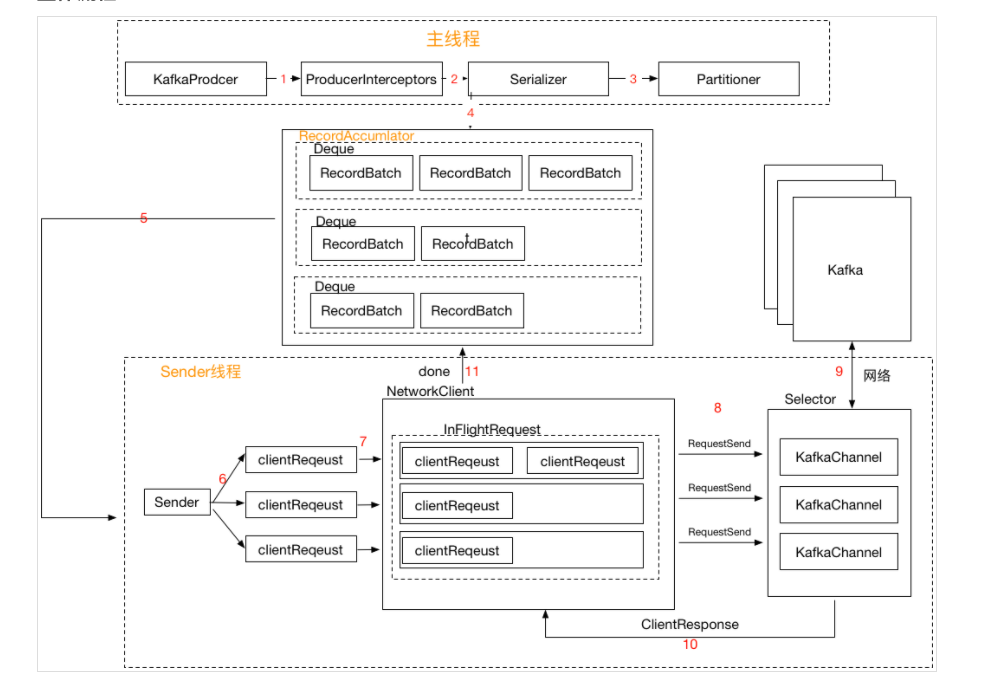 主线程
KafkaProdcer
1
ProducerInterceptors
2
Serializer
3
Partitioner
4
RecordAccumlator
Deque
RecordBatch
RecordBatch
RecordBatch
Deque
RecordBatch
RecordBatch
Deque
RecordBatch
RecordBatch
5
Kafka
Sender线程
done
11
9
网络
NetworkClient
Selector
8
InFlightRequest
7
clientReqeust
clientReqeust
clientReqeust
RequestSend
KafkaChannel
6
Sender
clientReqeust
clientReqeust
RequestSend
KafkaChannel
clientReqeust
clientReqeust
RequestSend
KafkaChannel
ClientResponse
10